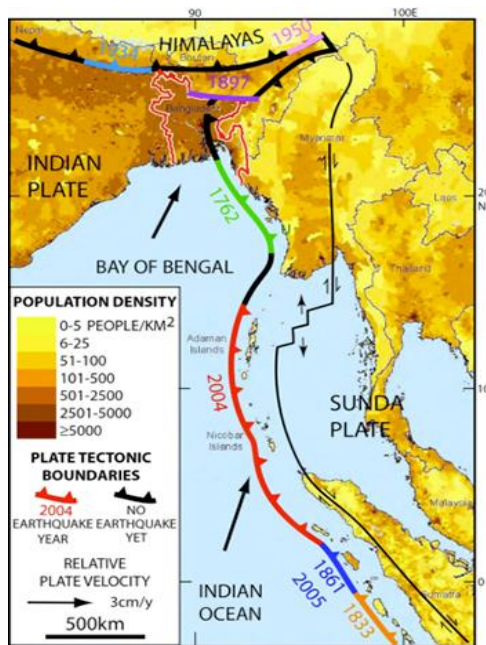 90
100E
Nepal
1934
HIMALAYAS
Bhutan
1950
1897
Bangladesh
INDIAN
PLATE
Myanmar
Laos
20
1762
BAY OF BENGAL
Thailand
POPULATION DENSITY
0-5 PEOPLE/KM2
6-25
51-100
101-500
501-2500
2501-5000
≥5000
Adaman
Islands
2004
10
SUNDA
PLATE
Nicobar
Islands
PLATE TECTONIC
BOUNDARIES
2004
EARTHQUAKE
YEAR
NO
EARTHQUAKE
YET
Malaysia
RELATIVE
PLATE VELOCITY
3cm/y
500km
INDIAN
OCEAN
1861
2005
0
1833
Sumatra